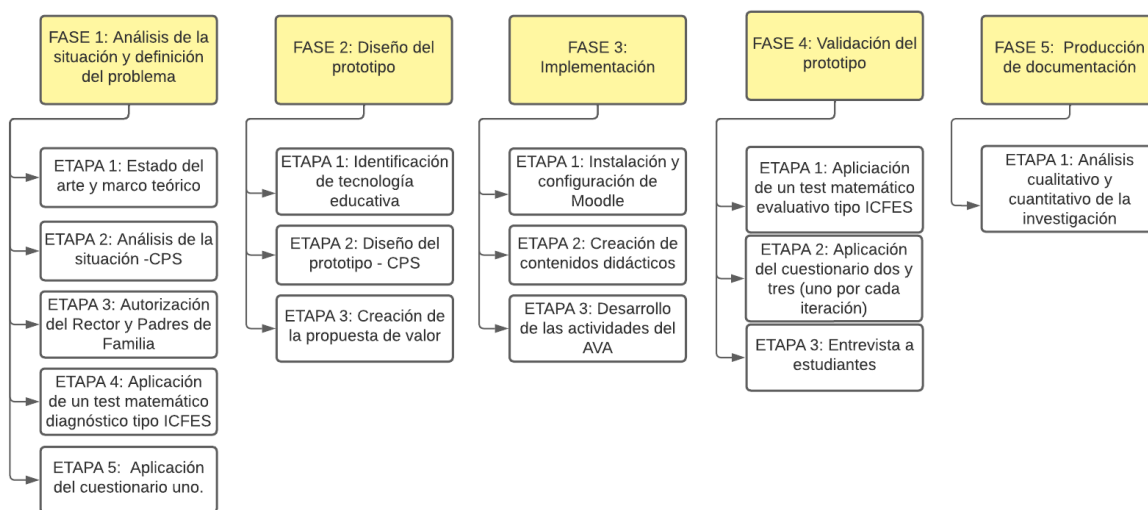 FASE 1: Análisis de la
situación y definición
del problema
ETAPA 1: Estado del
arte y marco teórico
ETAPA 2: Análisis de la
situación -CPS
ETAPA 3: Autorización
del Rector y Padres de
Familia
ETAPA 4: Aplicación
de un test matemático
diagnóstico tipo ICFES
ETAPA 5: Aplicación
del cuestionario uno.
FASE 2: Diseño del
prototipo
ETAPA 1: Identificación
de tecnología
educativa
ETAPA 2: Diseño del
prototipo - CPS
ETAPA 3: Creación de
la propuesta de valor
FASE 3:
Implementación
ETAPA 1: Instalación y
configuración de
Moodle
ETAPA 2: Creación de
contenidos didácticos
ETAPA 3: Desarrollo
de las actividades del
AVA
FASE 4: Validación del
prototipo
ETAPA 1: Apliciación
de un test matemático
evaluativo tipo ICFES
ETAPA 2: Aplicación
del cuestionario dos y
tres (uno por cada
iteración)
ETAPA 3: Entrevista a
estudiantes
FASE 5: Producción
de documentación
ETAPA 1: Análisis
cualitativo y
cuantitativo de la
investigación